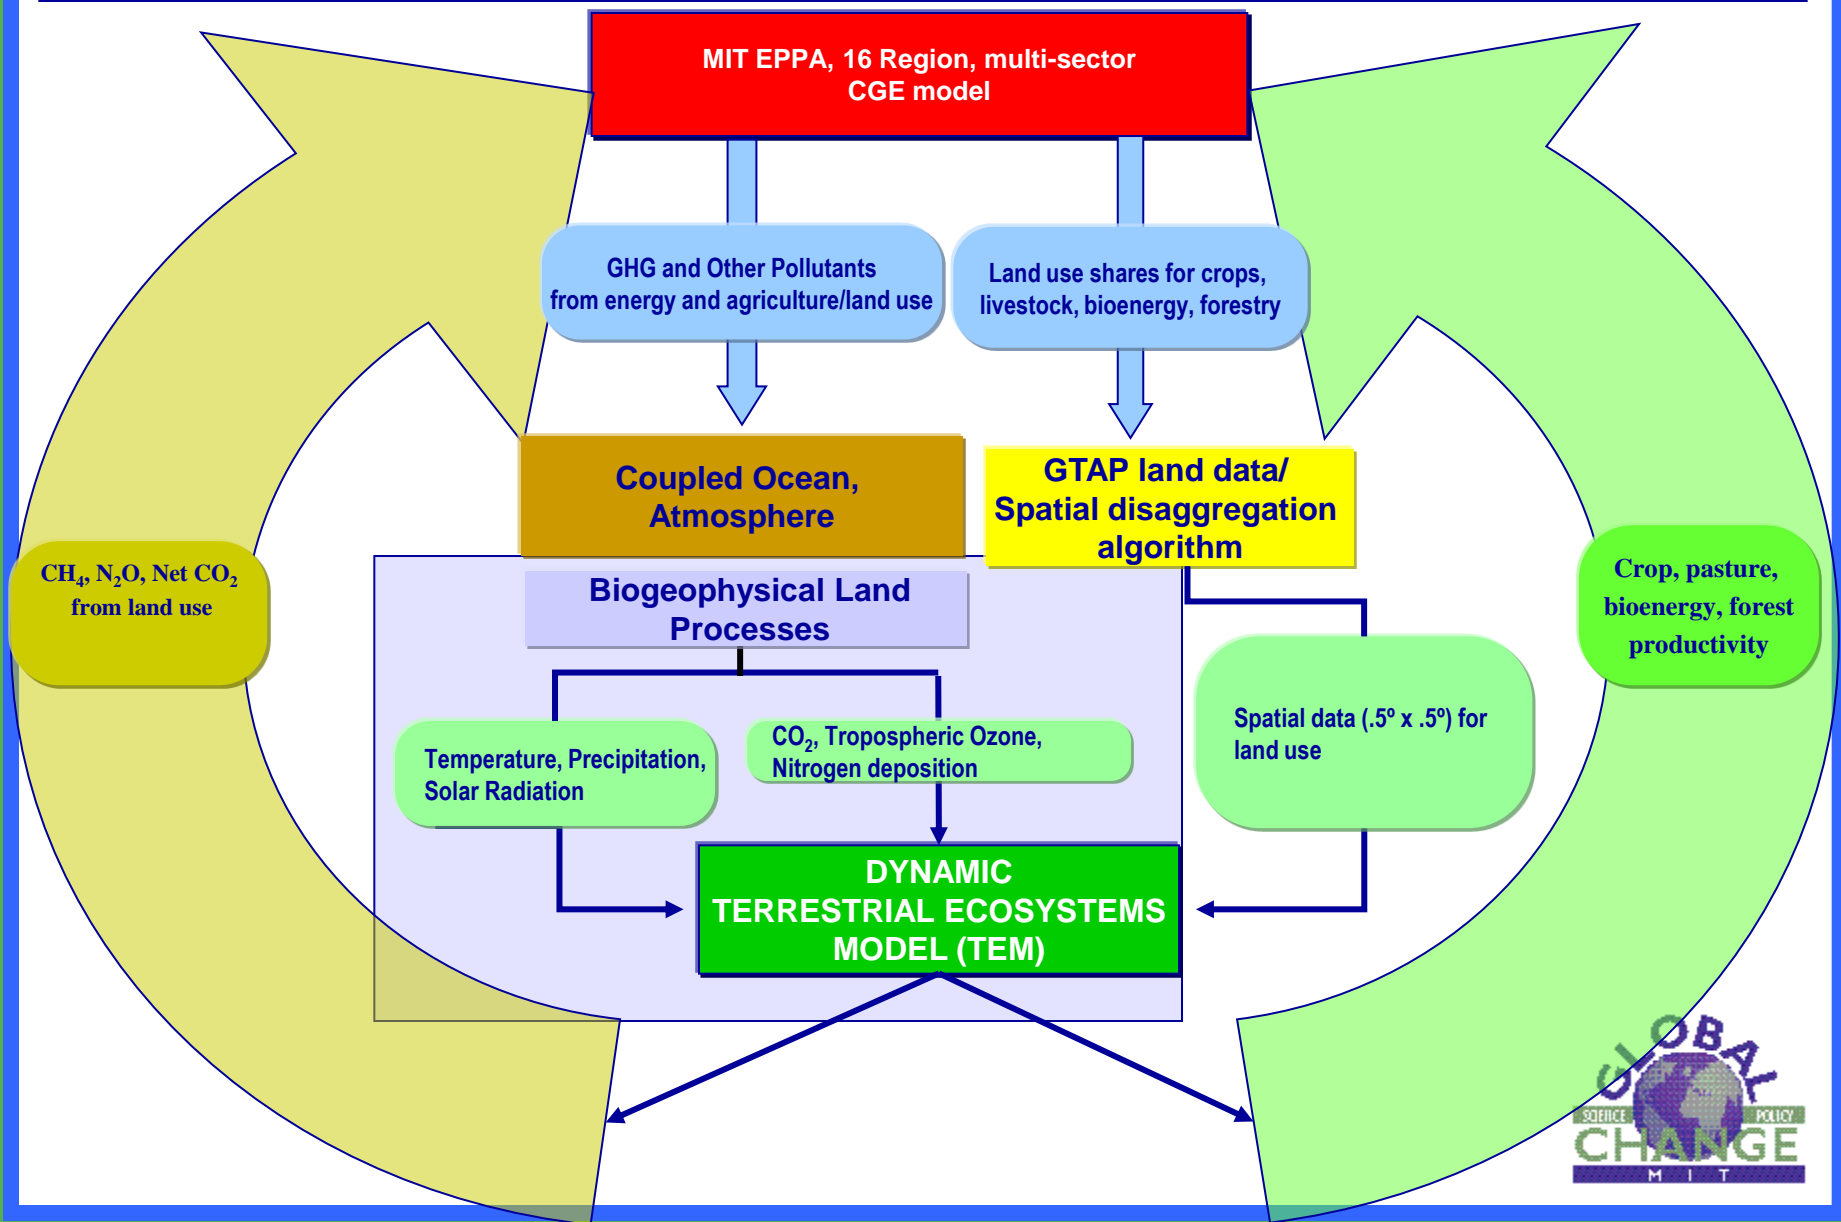 MIT EPPA, 16 Region, multi-sector
CGE model
GHG and Other Pollutants
from energy and agriculture/land use
Land use shares for crops,
livestock, bioenergy, forestry
Coupled Ocean,
Atmosphere
GTAP land data/
Spatial disaggregation
algorithm
CH₄, N₂O, Net CO₂
from land use
Biogeophysical Land
Processes
Crop, pasture,
bioenergy, forest
productivity
Temperature, Precipitation,
Solar Radiation
CO₂, Tropospheric Ozone,
Nitrogen deposition
Spatial data (.5º x .5º) for
land use
DYNAMIC
TERRESTRIAL ECOSYSTEMS
MODEL (TEM)
GLOBAL
SCIENCE POLICY
CHANGE
MIT